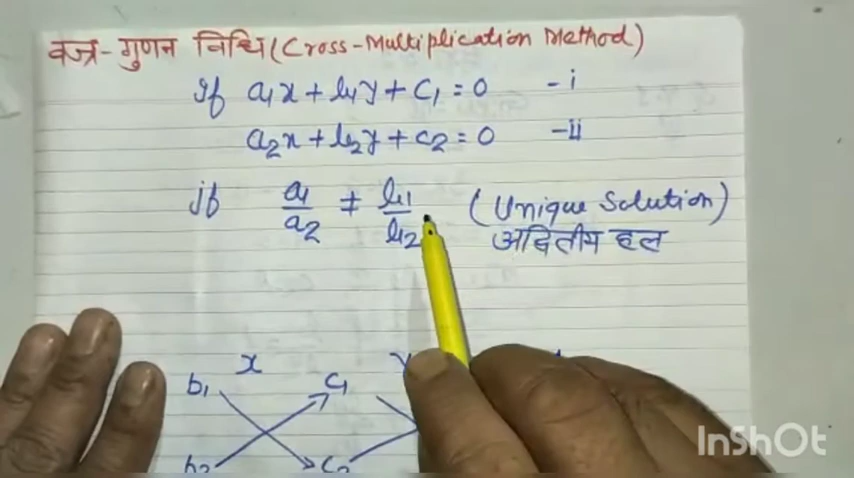 वज्र-गुणन विधि (Cross-Multiplication Method)
If a₁x + b₁y + c₁ = 0 -i
a₂x + b₂y + c₂ = 0 -ii
if a₁/a₂ ≠ b₁/b₂ (Unique Solution)
अद्वितीय हल
x y
b₁ c₁
b₂ c₂
InShOt